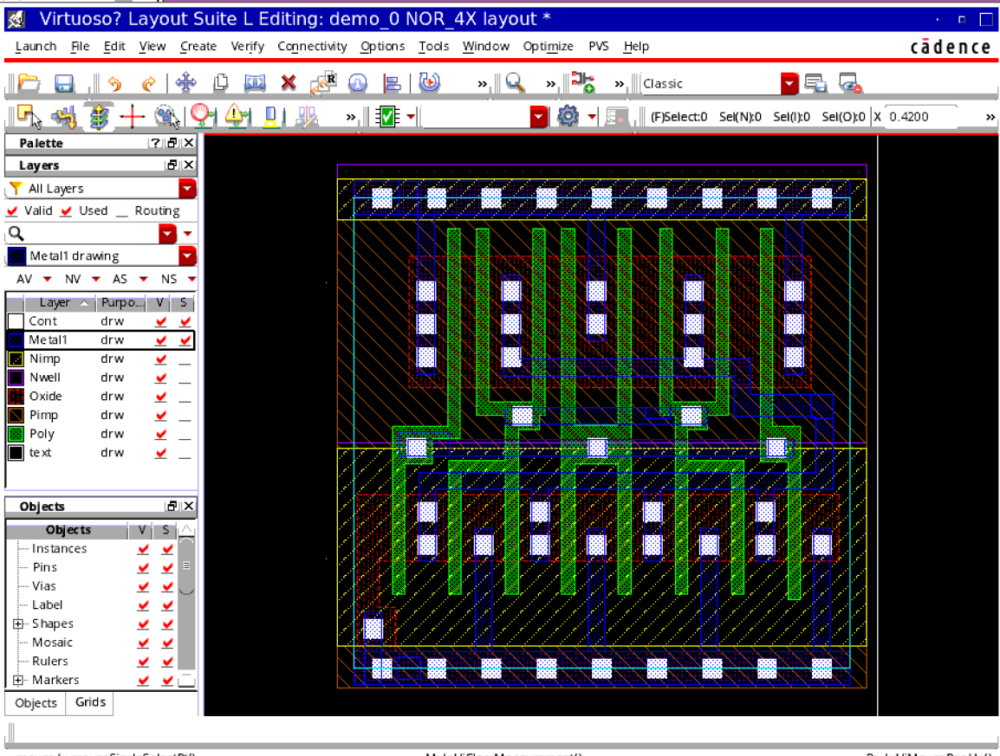 Virtuoso? Layout Suite L Editing: demo_0 NOR_4X layout *
Launch File Edit View Create Verify Connectivity Options Tools Window Optimize PVS Help cādence
R » » » Classic
» (F)Select:0 Sel(N):0 Sel(I):0 Sel(O):0 X 0.4200 »
Palette ?
Layers
All Layers
Valid Used Routing
Metal1 drawing
AV NV AS NS
Layer Purpo... V S
Cont drw
Metal1 drw
Nimp drw
Nwell drw
Oxide drw
Pimp drw
Poly drw
text drw
Objects
Objects V S
Instances
Pins
Vias
Label
Shapes
Mosaic
Rulers
Markers
Objects Grids